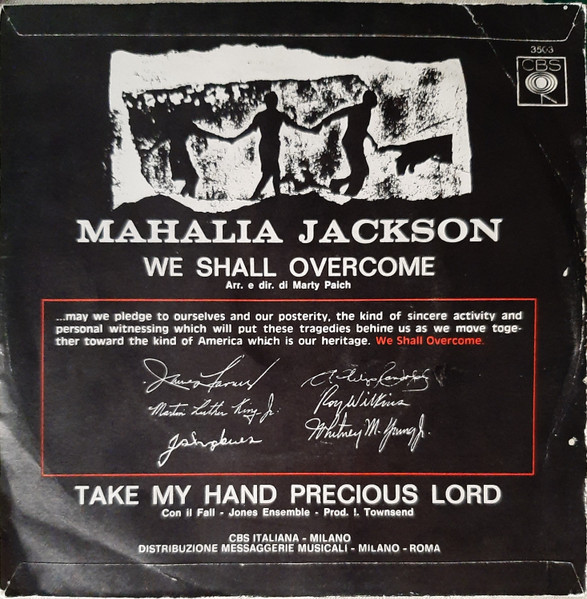 3503
CBS
MAHALIA JACKSON
WE SHALL OVERCOME
Arr. e dir. di Marty Paich
...may we pledge to ourselves and our posterity, the kind of sincere activity and
personal witnessing which will put these tragedies behine us as we move toge-
ther toward the kind of America which is our heritage. We Shall Overcome.
James Farmer
A. Philip Randolph
Martin Luther King Jr.
Roy Wilkins
Whitney M. Young Jr.
TAKE MY HAND PRECIOUS LORD
Con il Fall - Jones Ensemble - Prod. I. Townsend
CBS ITALIANA - MILANO
DISTRIBUZIONE MESSAGGERIE MUSICALI - MILANO - ROMA